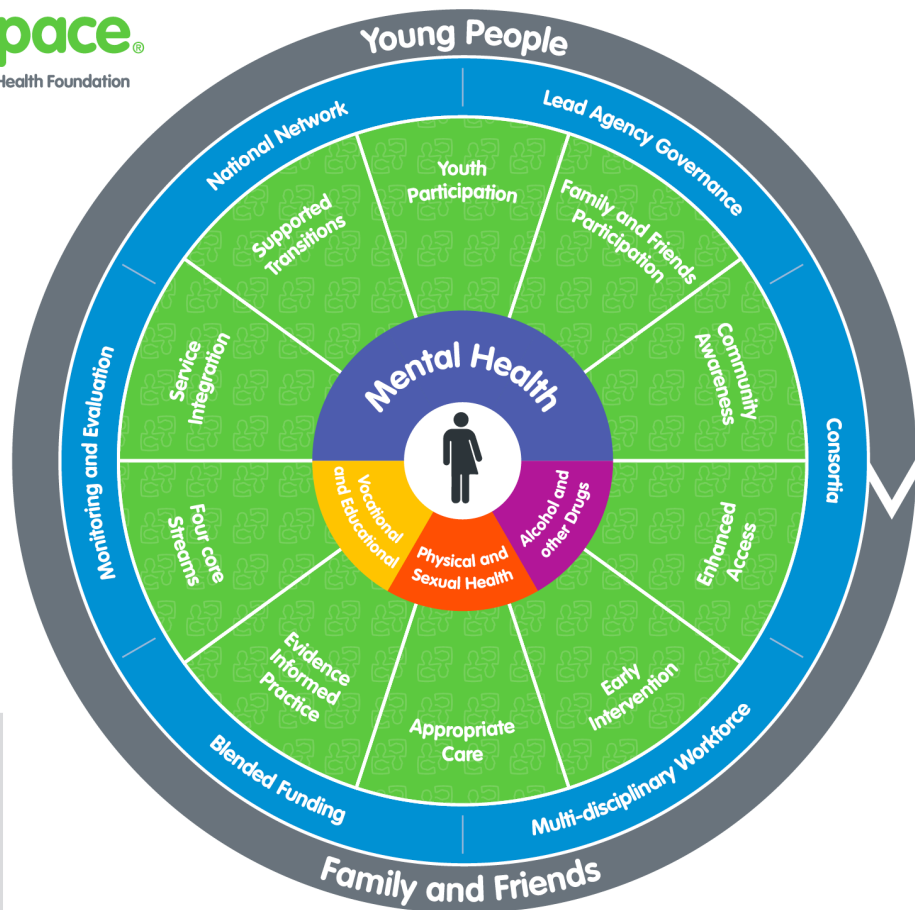 pace®
Health Foundation
Young People
National Network
Lead Agency Governance
Youth
Participation
Supported
Transitions
Family and Friends
Participation
Service
Integration
Community
Awareness
Mental Health
Monitoring and Evaluation
Consortia
Vocational
and Educational
Alcohol and
other Drugs
Physical and
Sexual Health
Four core
Streams
Enhanced
Access
Evidence
Informed
Practice
Early
Intervention
Appropriate
Care
Blended Funding
Multi-disciplinary Workforce
Family and Friends